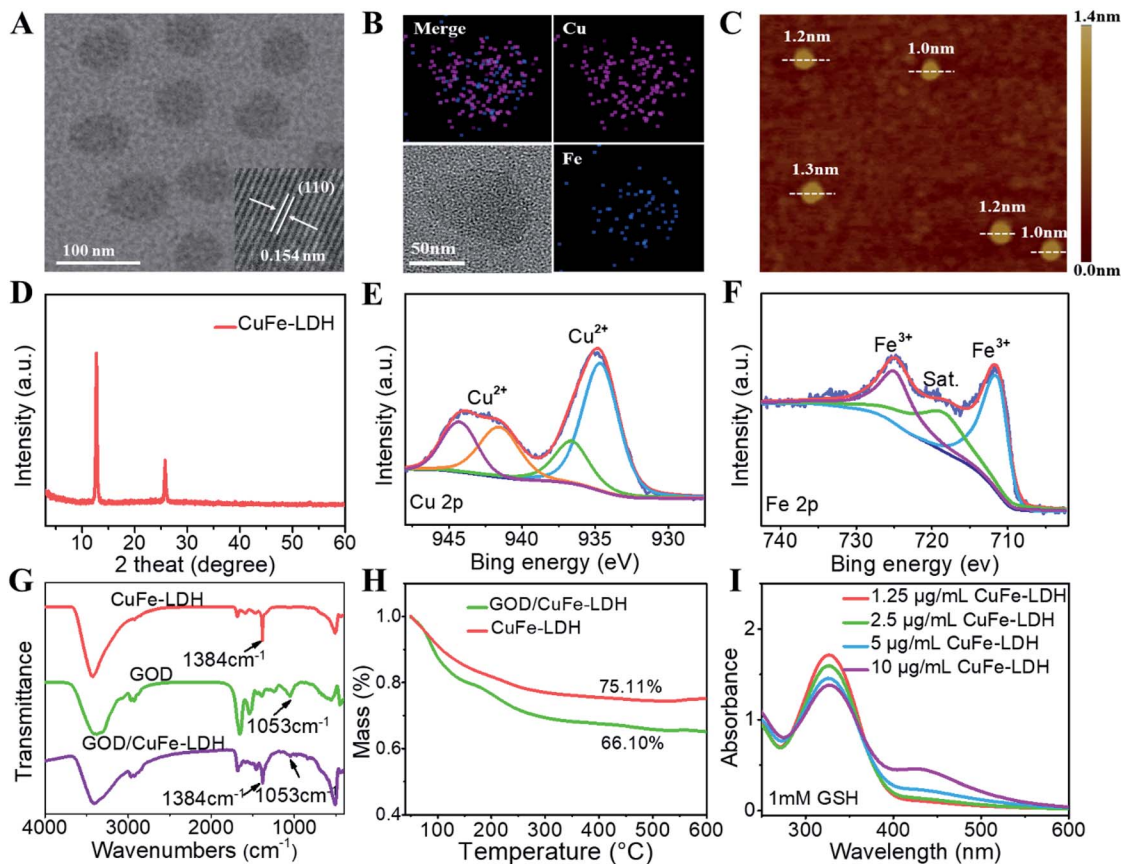 A
(110)
0.154 nm
100 nm
B
Merge
Cu
Fe
50nm
C
1.2nm
1.0nm
1.3nm
1.2nm
1.0nm
1.4nm
0.0nm
D
CuFe-LDH
Intensity (a.u.)
10 20 30 40 50 60
2 theat (degree)
E
Cu²⁺
Cu²⁺
Intensity (a.u.)
Cu 2p
945 940 935 930
Bing energy (eV)
F
Fe³⁺
Sat.
Fe³⁺
Intensity (a.u.)
Fe 2p
740 730 720 710
Bing energy (ev)
G
CuFe-LDH
1384cm⁻¹
GOD
1053cm⁻¹
GOD/CuFe-LDH
1384cm⁻¹
1053cm⁻¹
Transmittance
4000 3000 2000 1000
Wavenumbers (cm⁻¹)
H
GOD/CuFe-LDH
CuFe-LDH
75.11%
66.10%
Mass (%)
1.0
0.8
0.6
0.4
100 200 300 400 500 600
Temperature (°C)
I
1.25 μg/mL CuFe-LDH
2.5 μg/mL CuFe-LDH
5 μg/mL CuFe-LDH
10 μg/mL CuFe-LDH
1mM GSH
Absorbance
2
1
0
300 400 500 600
Wavelength (nm)